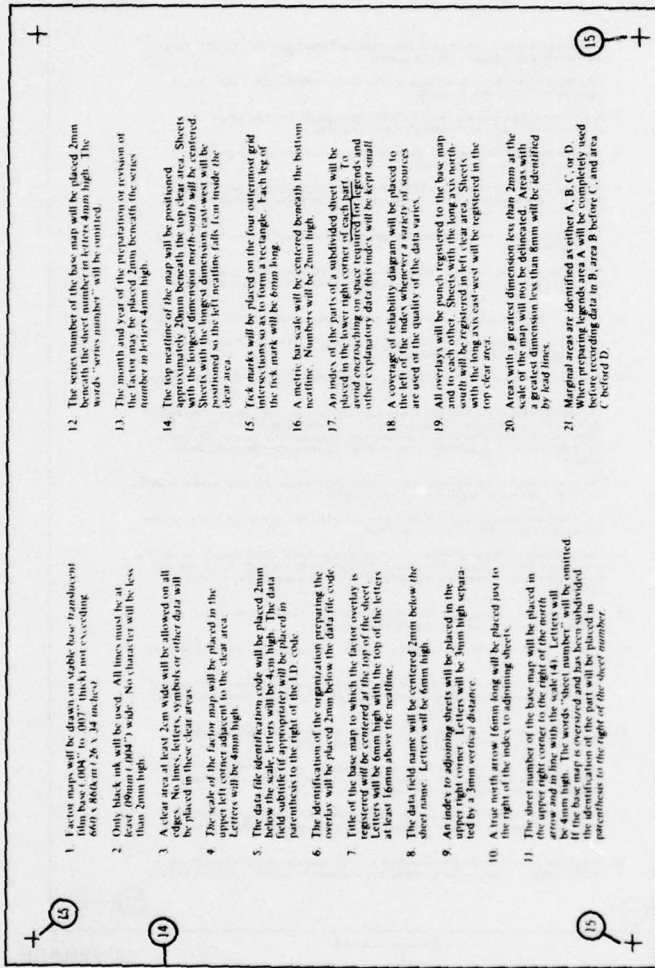 1. Factor maps will be drawn on stable base translucent
film base (.004" to .007" thick) not exceeding
660 x 860k m (26 x 34 inches)
2 Only black ink will be used. All lines must be at
least .09mm (.004") wide. No character will be less
than 2mm high.
3 A clear area at least 2cm wide will be allowed on all
edges. No lines, letters, symbols or other data will
be placed in these clear areas.
4. The scale of the factor map will be placed in the
upper left corner adjacent to the clear area.
Letters will be 4mm high.
5. The data file identification code will be placed 2mm
below the scale, letters will be 4cm high. The data
field subtitle (if appropriate) will be placed in
parenthesis to the right of the I.D. code.
6. The identification of the organization preparing the
overlay will be placed 2mm below the data file code.
7. Title of the base map to which the factor overlay is
registered will be centered at the top of the sheet.
Letters will be 6mm high with the top of the letters
at least 16mm above the neatline.
8. The data field name will be centered 2mm below the
sheet name. Letters will be 6mm high.
9. An index to adjoining sheets will be placed in the
upper right corner. Letters will be 3mm high separa-
ted by a 3mm vertical distance.
10. A true north arrow 16mm long will be placed just to
the right of the index to adjoining sheets.
11 The sheet number of the base map will be placed in
the upper right corner to the right of the north
arrow and in line with the scale (4). Letters will
be 4mm high. The words "sheet number" will be omitted.
If the base map is oversized and has been subdivided
the identification of the part will be placed in
parenthesis to the right of the sheet number.
12 The series number of the base map will be placed 2mm
beneath the sheet number in letters 4mm high. The
words "series number" will be omitted.
13. The month and year of the preparation or revision of
the factor may be placed 2mm beneath the series
number in letters 4mm high.
14. The top neatline of the map will be positioned
approximately 20mm beneath the top clear area. Sheets
with the longest dimension north-south will be centered.
Sheets with the longest dimension east-west will be
positioned so the left neatline falls 1cm inside the
clear area.
15 Tick marks will be placed on the four outermost grid
intersections so as to form a rectangle. Each leg of
the tick mark will be 6mm long.
16 A metric bar scale will be centered beneath the bottom
neatline. Numbers will be 2mm high.
17. An index of the parts of a subdivided sheet will be
placed in the lower right corner of each part. To
avoid encroaching on space required for legends and
other explanatory data this index will be kept small
18. A coverage of reliability diagram will be placed to
the left of the index whenever a variety of sources
are used or the quality of the data varies.
19. All overlays will be punch registered to the base map
and to each other. Sheets with the long axis north-
south will be registered in left clear area. Sheets
with the long axis east-west will be registered in the
top clear area.
20. Areas with a greatest dimension less than 2mm at the
scale of the map will not be delineated. Areas with
a greatest dimension less than 6mm will be identified
by lead lines.
21. Marginal areas are identified as either A, B, C, or D.
When preparing legends area A will be completely used
before recording data in B, area B before C, and area
C before D.
15
14
15
15